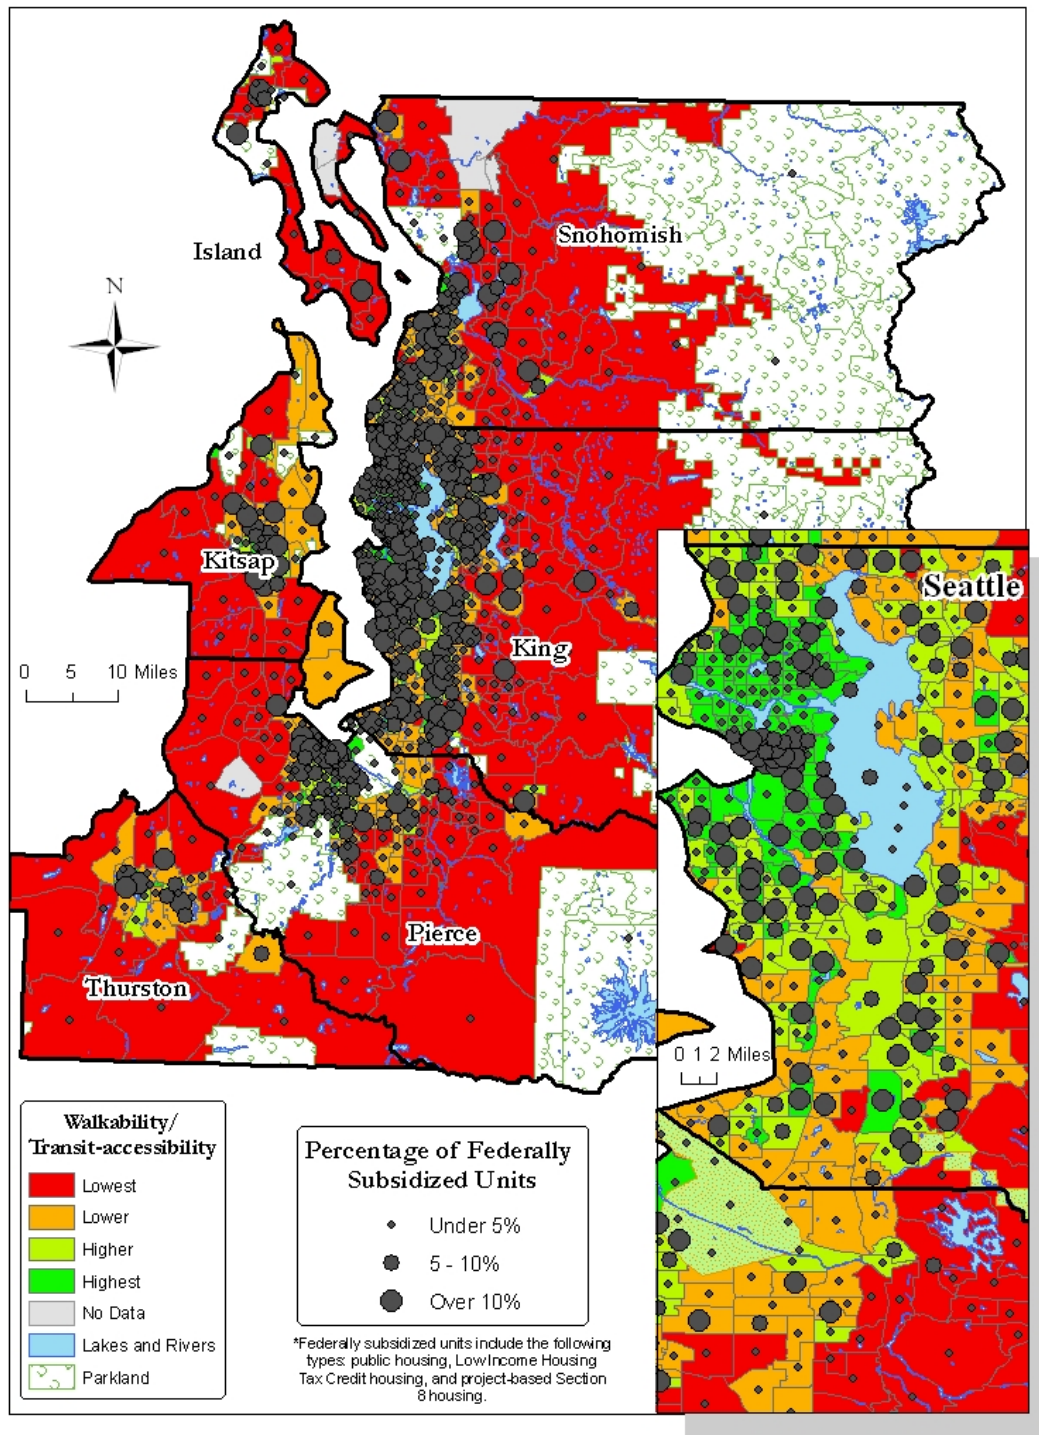 Island
Snohomish
N
Kitsap
0 5 10 Miles
King
Seattle
Pierce
Thurston
0 1 2 Miles
Walkability/
Transit-accessibility
Lowest
Lower
Higher
Highest
No Data
Lakes and Rivers
Parkland
Percentage of Federally
Subsidized Units
Under 5%
5 - 10%
Over 10%
*Federally subsidized units include the following
types: public housing, Low Income Housing
Tax Credit housing, and project-based Section
8 housing.